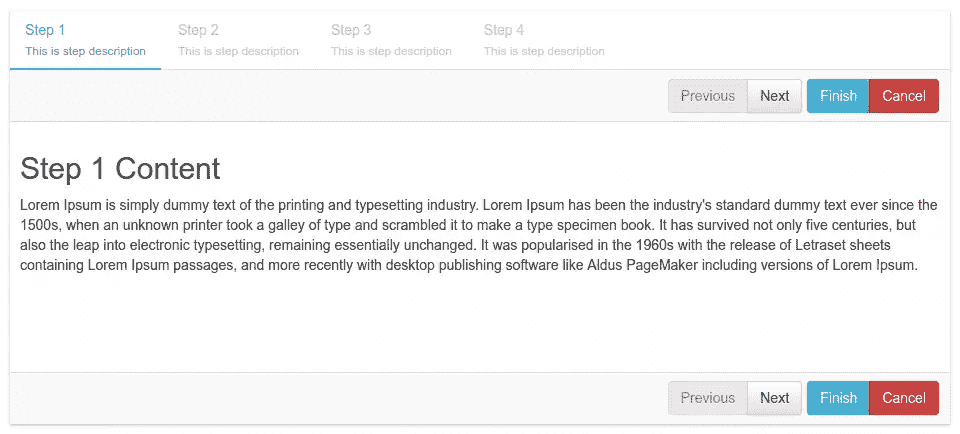 Step 1 Step 2 Step 3 Step 4
This is step description This is step description This is step description This is step description
Previous Next Finish Cancel
Step 1 Content
Lorem Ipsum is simply dummy text of the printing and typesetting industry. Lorem Ipsum has been the industry's standard dummy text ever since the
1500s, when an unknown printer took a galley of type and scrambled it to make a type specimen book. It has survived not only five centuries, but
also the leap into electronic typesetting, remaining essentially unchanged. It was popularised in the 1960s with the release of Letraset sheets
containing Lorem Ipsum passages, and more recently with desktop publishing software like Aldus PageMaker including versions of Lorem Ipsum.
Previous Next Finish Cancel